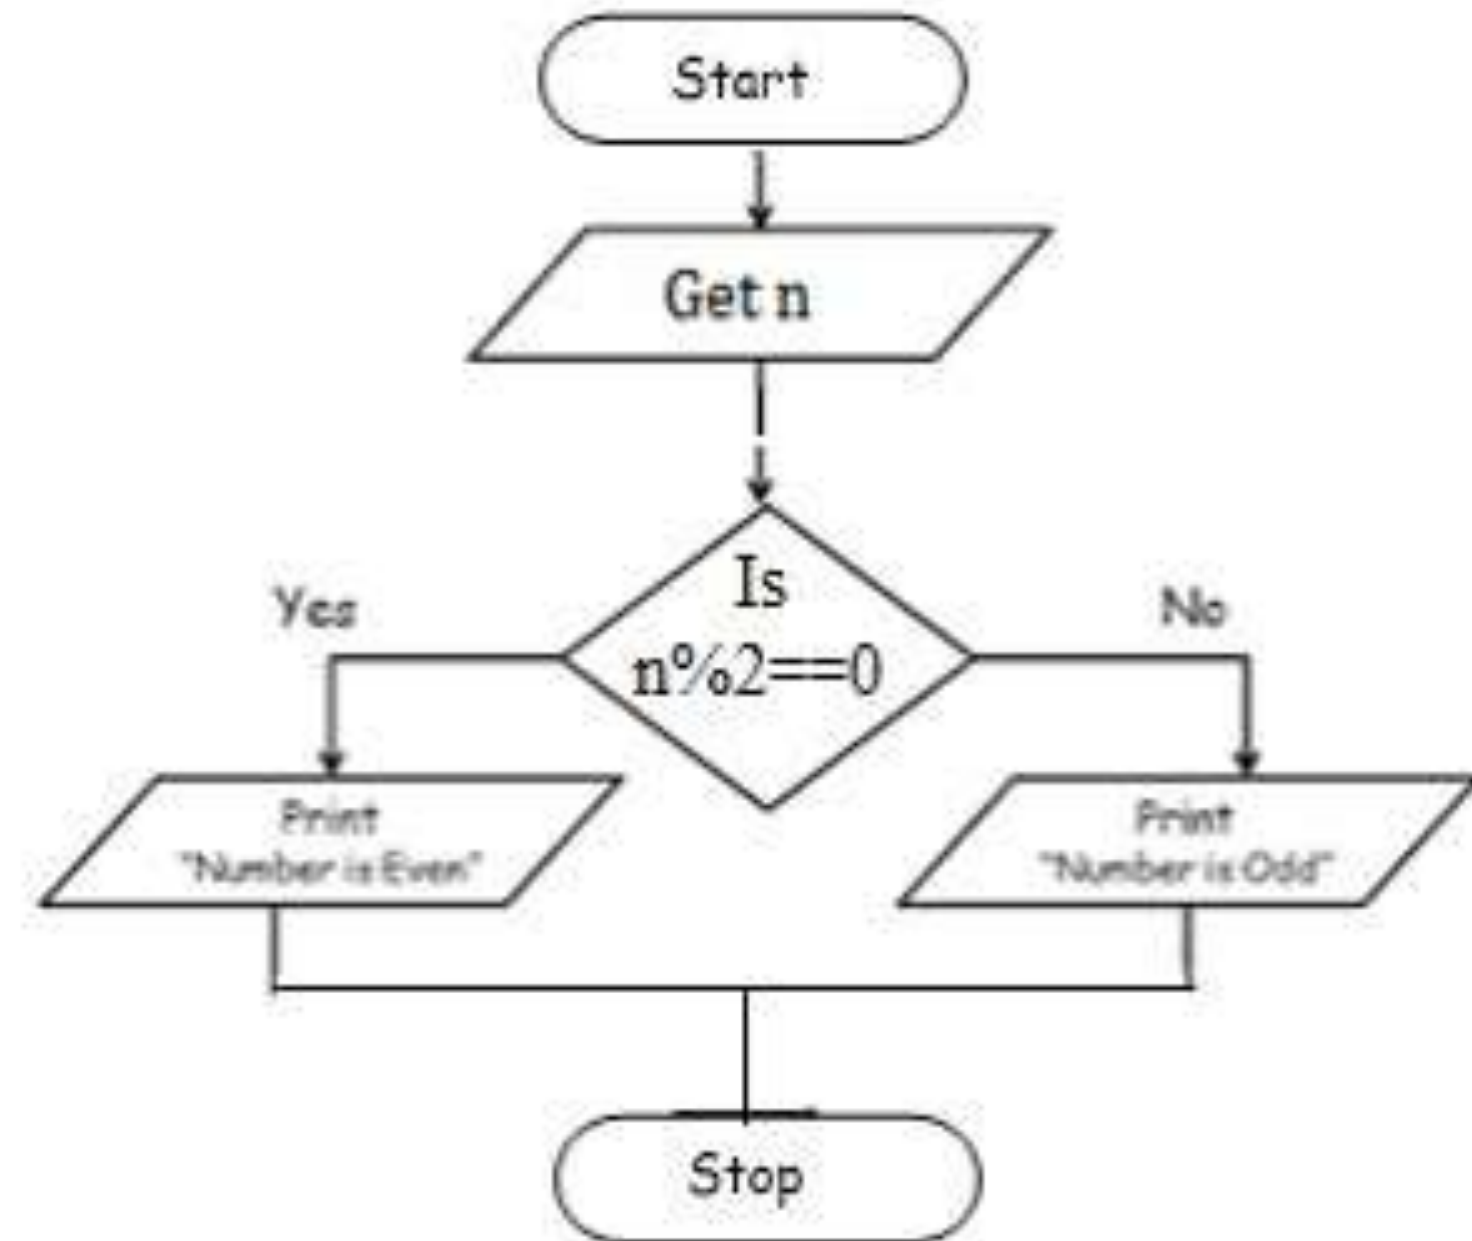 Start
Get n
Is
n%2==0
Yes
No
Print
"Number is Even"
Print
"Number is Odd"
Stop